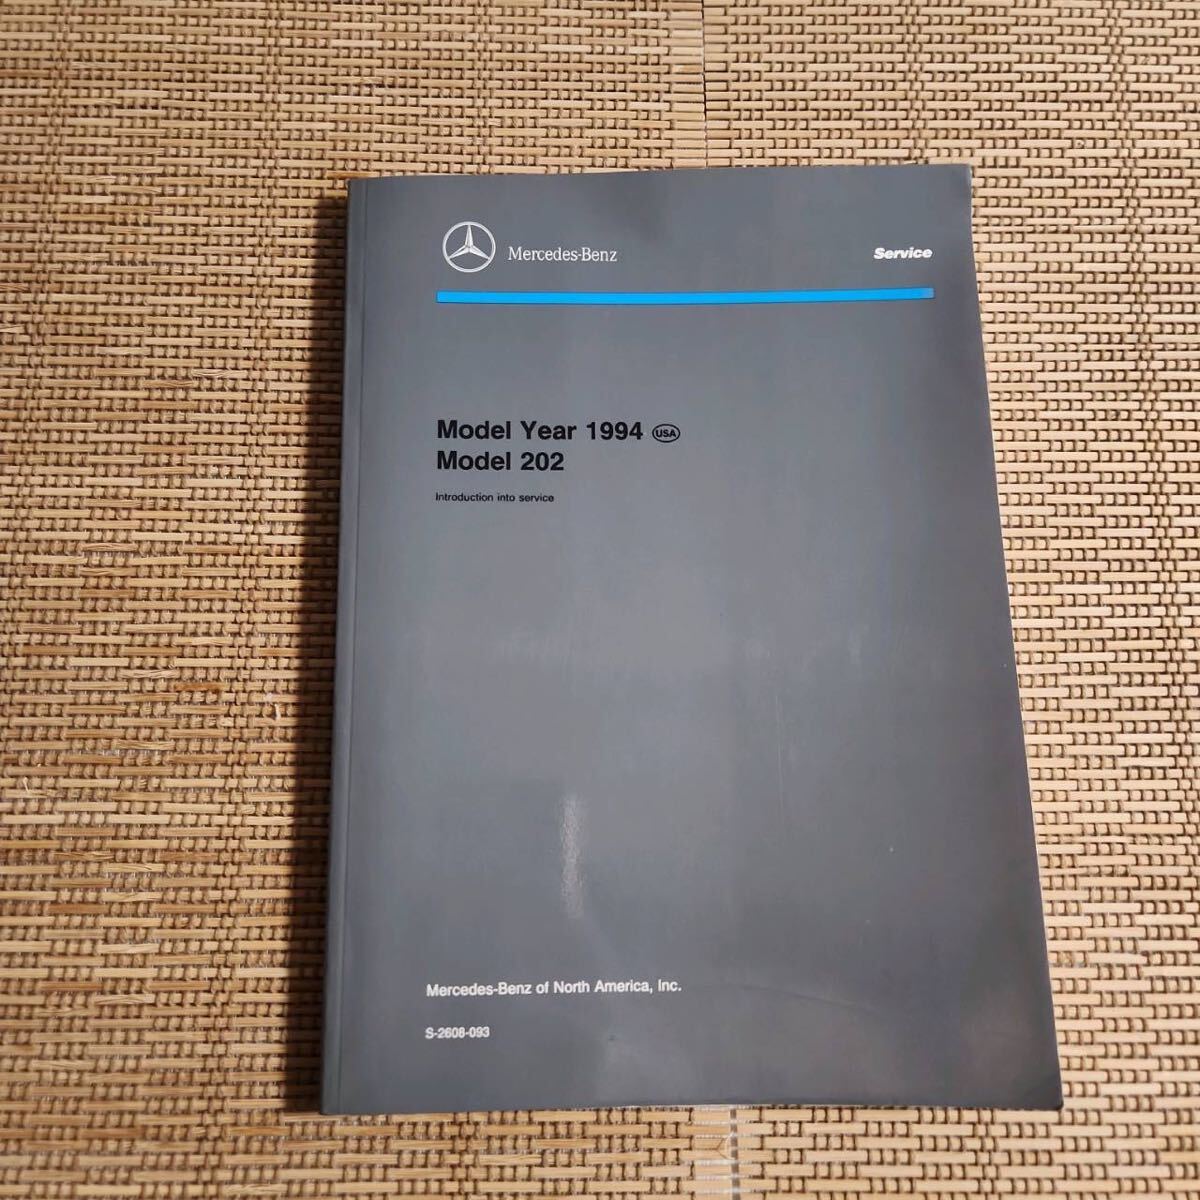 Mercedes-Benz
Service
Model Year 1994 USA
Model 202
Introduction into service
Mercedes-Benz of North America, Inc.
S-2608-093